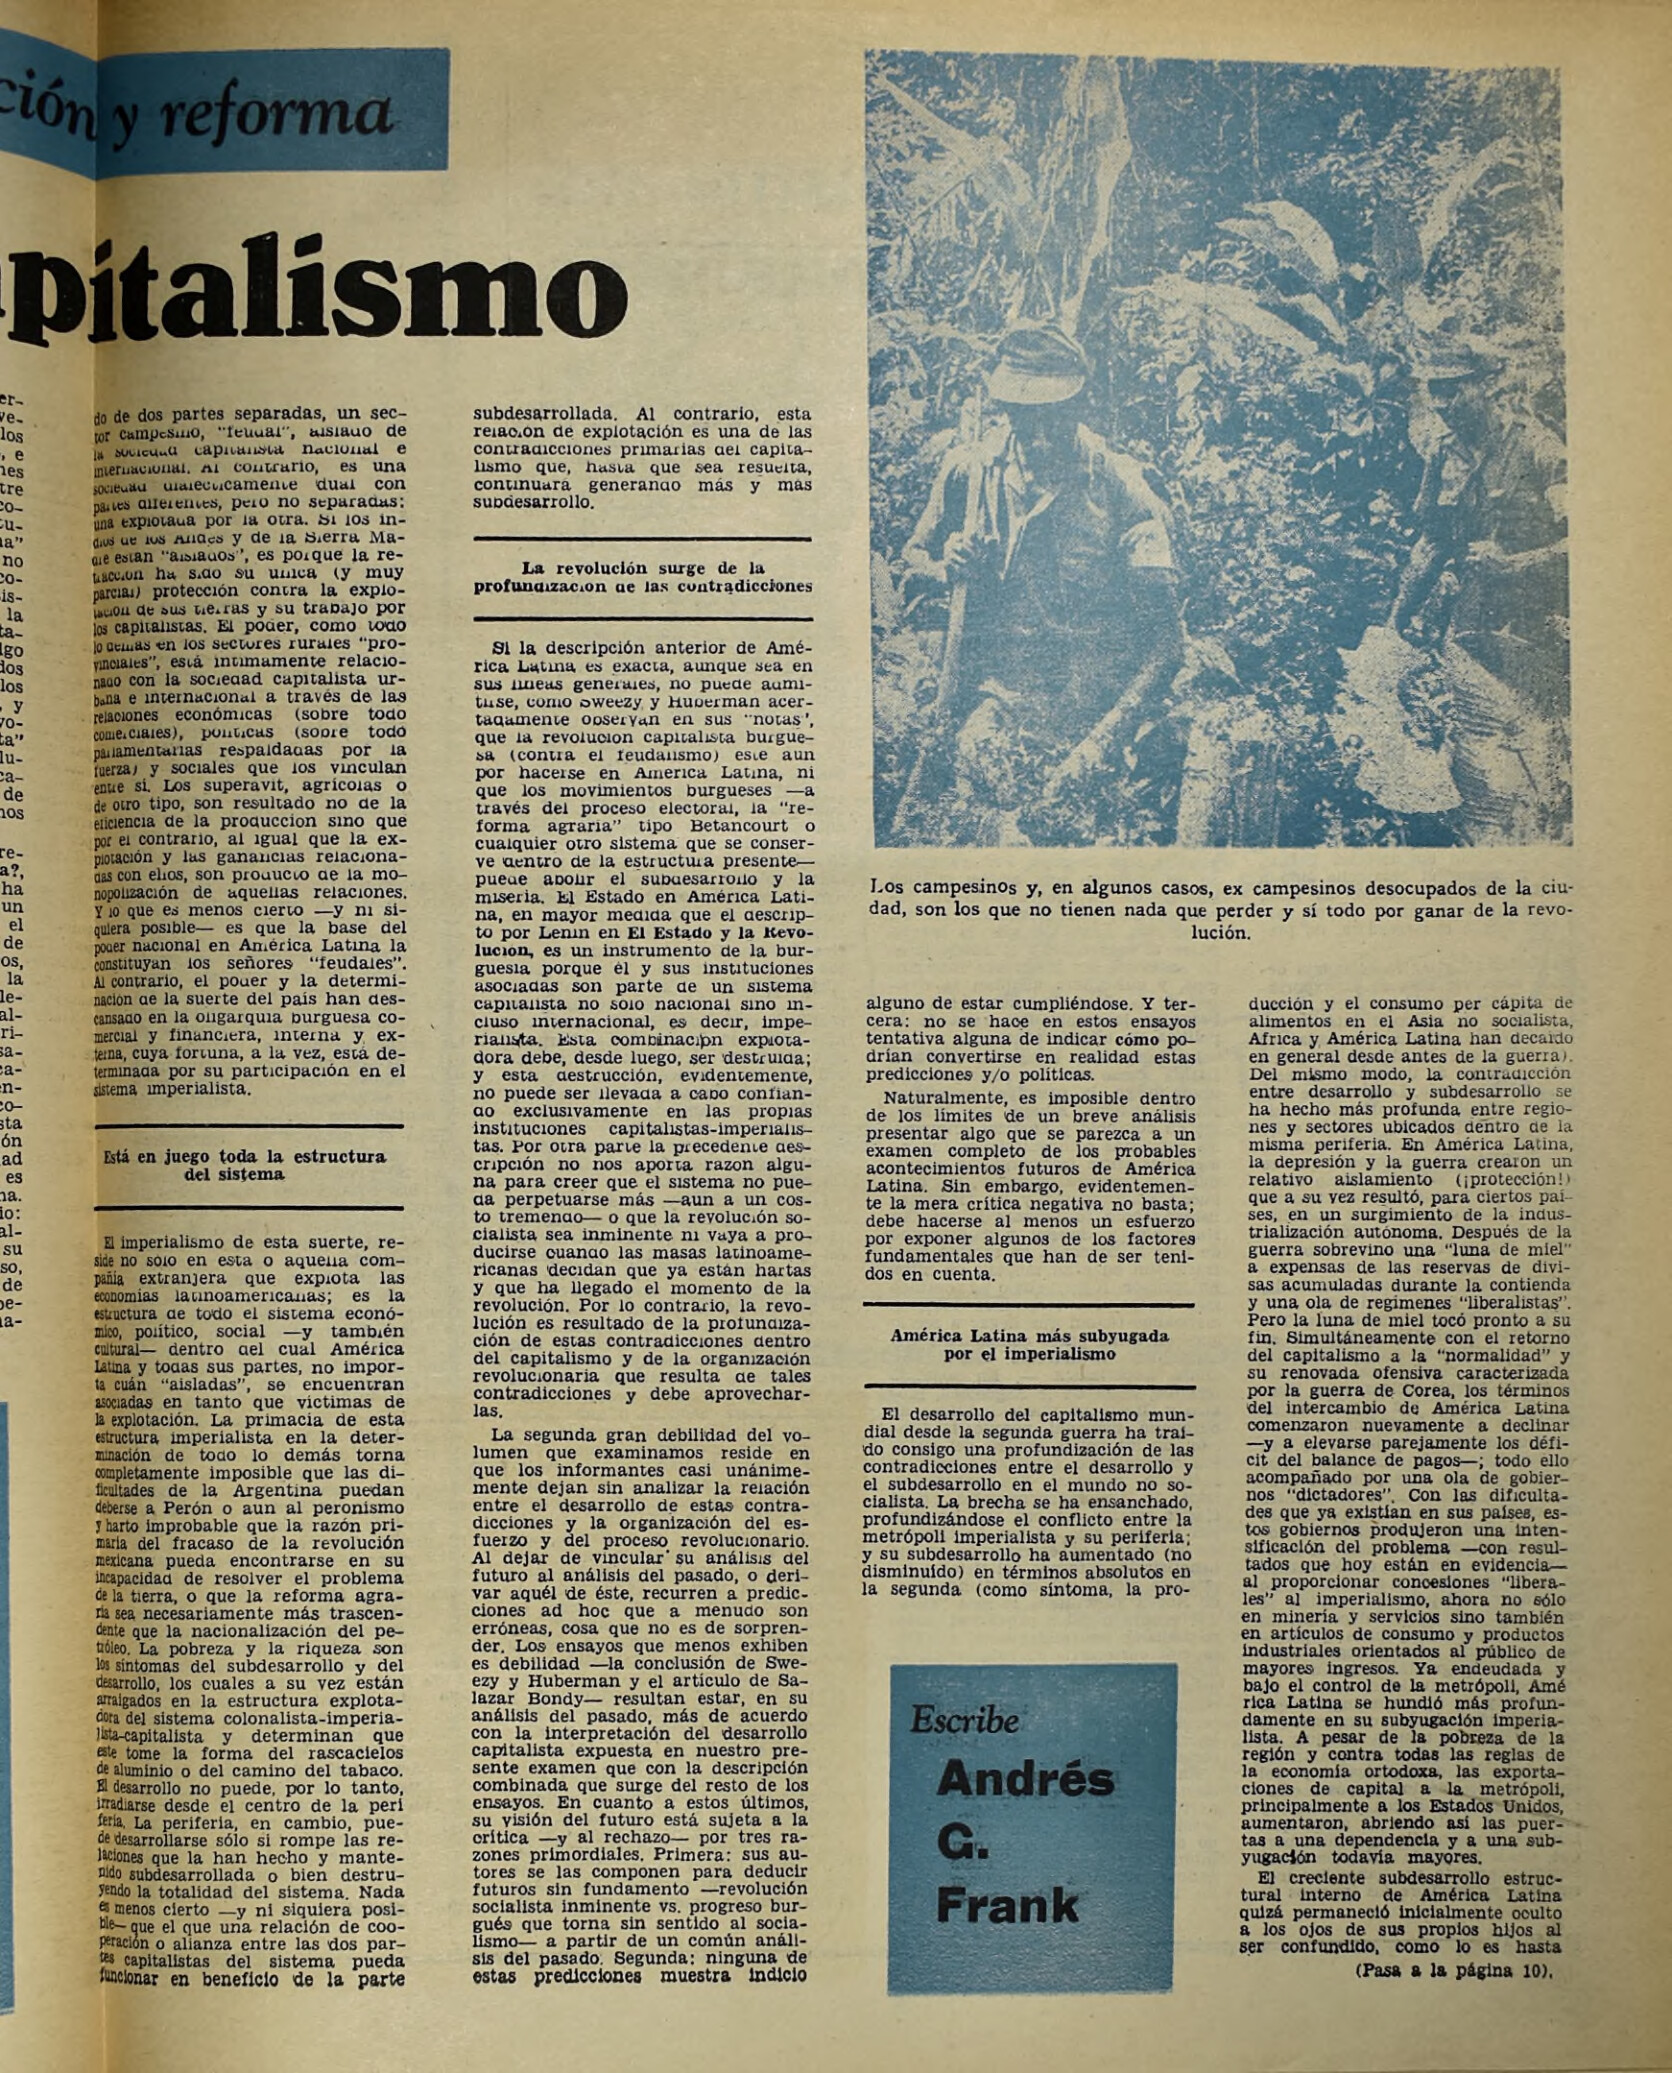 ción y reforma
pitalismo
do de dos partes separadas, un sec-
tor campesino, "feudal", aislado de
la sociedad capitalista nacional e
internacional. Al contrario, es una
sociedad dialécticamente dual con
partes diferentes, pero no separadas:
una explotada por la otra. Si los in-
dios de los Andes y de la Sierra Ma-
dre están "aislados", es porque la re-
tracción ha sido su única (y muy
parcial) protección contra la explo-
tación de sus tierras y su trabajo por
los capitalistas. El poder, como todo
lo demás en los sectores rurales "pro-
vinciales", está íntimamente relacio-
nado con la sociedad capitalista ur-
bana e internacional a través de las
relaciones económicas (sobre todo
comerciales), políticas (sobre todo
parlamentarias respaldadas por la
fuerza) y sociales que los vinculan
entre sí. Los superavit, agrícolas o
de otro tipo, son resultado no de la
eficiencia de la producción sino que
por el contrario, al igual que la ex-
plotación y las ganancias relaciona-
das con ellos, son producto de la mo-
nopolización de aquellas relaciones.
Y lo que es menos cierto —y ni si-
quiera posible— es que la base del
poder nacional en América Latina la
constituyan los señores "feudales".
Al contrario, el poder y la determi-
nación de la suerte del país han des-
cansado en la oligarquía burguesa co-
mercial y financiera, interna y ex-
terna, cuya fortuna, a la vez, está de-
terminada por su participación en el
sistema imperialista.
Está en juego toda la estructura
del sistema
El imperialismo de esta suerte, re-
side no sólo en esta o aquella com-
pañía extranjera que explota las
economías latinoamericanas; es la
estructura de todo el sistema econó-
mico, político, social —y también
cultural— dentro del cual América
Latina y todas sus partes, no impor-
ta cuán "aisladas", se encuentran
asociadas en tanto que víctimas de
la explotación. La primacía de esta
estructura imperialista en la deter-
minación de todo lo demás torna
completamente imposible que las di-
ficultades de la Argentina puedan
deberse a Perón o aun al peronismo
y harto improbable que la razón pri-
maria del fracaso de la revolución
mexicana pueda encontrarse en su
incapacidad de resolver el problema
de la tierra, o que la reforma agra-
ria sea necesariamente más trascen-
dente que la nacionalización del pe-
tróleo. La pobreza y la riqueza son
los síntomas del subdesarrollo y del
desarrollo, los cuales a su vez están
arraigados en la estructura explota-
dora del sistema colonalista-imperia-
lista-capitalista y determinan que
este tome la forma del rascacielos
de aluminio o del camino del tabaco.
El desarrollo no puede, por lo tanto,
irradiarse desde el centro de la peri
feria. La periferia, en cambio, pue-
de desarrollarse sólo si rompe las re-
laciones que la han hecho y mante-
nido subdesarrollada o bien destru-
yendo la totalidad del sistema. Nada
es menos cierto —y ni siquiera posi-
ble— que el que una relación de coo-
peración o alianza entre las dos par-
tes capitalistas del sistema pueda
funcionar en beneficio de la parte
subdesarrollada. Al contrario, esta
relación de explotación es una de las
contradicciones primarias del capita-
lismo que, hasta que sea resuelta,
continuará generando más y más
subdesarrollo.
La revolución surge de la
profundización de las contradicciones
Si la descripción anterior de Amé-
rica Latina es exacta, aunque sea en
sus líneas generales, no puede admi-
tirse, como Sweezy y Huberman acer-
tadamente observan en sus "notas",
que la revolución capitalista burgue-
sa (contra el feudalismo) esté aun
por hacerse en América Latina, ni
que los movimientos burgueses —a
través del proceso electoral, la "re-
forma agraria" tipo Betancourt o
cualquier otro sistema que se conser-
ve dentro de la estructura presente—
puede abolir el subdesarrollo y la
miseria. El Estado en América Lati-
na, en mayor medida que el descrip-
to por Lenin en El Estado y la Revo-
lución, es un instrumento de la bur-
guesía porque él y sus instituciones
asociadas son parte de un sistema
capitalista no sólo nacional sino in-
cluso internacional, es decir, impe-
rialista. Esta combinación explota-
dora debe, desde luego, ser destruida;
y esta destrucción, evidentemente,
no puede ser llevada a cabo confian-
do exclusivamente en las propias
instituciones capitalistas-imperialis-
tas. Por otra parte la precedente des-
cripción no nos aporta razón algu-
na para creer que el sistema no pue-
da perpetuarse más —aun a un cos-
to tremendo— o que la revolución so-
cialista sea inminente ni vaya a pro-
ducirse cuando las masas latinoame-
ricanas decidan que ya están hartas
y que ha llegado el momento de la
revolución. Por lo contrario, la revo-
lución es resultado de la profundiza-
ción de estas contradicciones dentro
del capitalismo y de la organización
revolucionaria que resulta de tales
contradicciones y debe aprovechar-
las.
La segunda gran debilidad del vo-
lumen que examinamos reside en
que los informantes casi unánime-
mente dejan sin analizar la relación
entre el desarrollo de estas contra-
dicciones y la organización del es-
fuerzo y del proceso revolucionario.
Al dejar de vincular su análisis del
futuro al análisis del pasado, o deri-
var aquél de éste, recurren a predic-
ciones ad hoc que a menudo son
erróneas, cosa que no es de sorpren-
der. Los ensayos que menos exhiben
es debilidad —la conclusión de Swe-
ezy y Huberman y el artículo de Sa-
lazar Bondy— resultan estar, en su
análisis del pasado, más de acuerdo
con la interpretación del desarrollo
capitalista expuesta en nuestro pre-
sente examen que con la descripción
combinada que surge del resto de los
ensayos. En cuanto a estos últimos,
su visión del futuro está sujeta a la
crítica —y al rechazo— por tres ra-
zones primordiales. Primera: sus au-
tores se las componen para deducir
futuros sin fundamento —revolución
socialista inminente vs. progreso bur-
gués que torna sin sentido al socia-
lismo— a partir de un común análi-
sis del pasado. Segunda: ninguna de
estas predicciones muestra indicio
Los campesinos y, en algunos casos, ex campesinos desocupados de la ciu-
dad, son los que no tienen nada que perder y sí todo por ganar de la revo-
lución.
alguno de estar cumpliéndose. Y ter-
cera: no se hace en estos ensayos
tentativa alguna de indicar cómo po-
drían convertirse en realidad estas
predicciones y/o políticas.
Naturalmente, es imposible dentro
de los límites de un breve análisis
presentar algo que se parezca a un
examen completo de los probables
acontecimientos futuros de América
Latina. Sin embargo, evidentemen-
te la mera crítica negativa no basta;
debe hacerse al menos un esfuerzo
por exponer algunos de los factores
fundamentales que han de ser teni-
dos en cuenta.
América Latina más subyugada
por el imperialismo
El desarrollo del capitalismo mun-
dial desde la segunda guerra ha traí-
do consigo una profundización de las
contradicciones entre el desarrollo y
el subdesarrollo en el mundo no so-
cialista. La brecha se ha ensanchado,
profundizándose el conflicto entre la
metrópoli imperialista y su periferia;
y su subdesarrollo ha aumentado (no
disminuído) en términos absolutos en
la segunda (como síntoma, la pro-
Escribe
Andrés
G.
Frank
ducción y el consumo per cápita de
alimentos en el Asia no socialista,
Africa y América Latina han decaído
en general desde antes de la guerra).
Del mismo modo, la contradicción
entre desarrollo y subdesarrollo se
ha hecho más profunda entre regio-
nes y sectores ubicados dentro de la
misma periferia. En América Latina,
la depresión y la guerra crearon un
relativo aislamiento (¡protección!)
que a su vez resultó, para ciertos paí-
ses, en un surgimiento de la indus-
trialización autónoma. Después de la
guerra sobrevino una "luna de miel"
a expensas de las reservas de divi-
sas acumuladas durante la contienda
y una ola de regímenes "liberalistas".
Pero la luna de miel tocó pronto a su
fin. Simultáneamente con el retorno
del capitalismo a la "normalidad" y
su renovada ofensiva caracterizada
por la guerra de Corea, los términos
del intercambio de América Latina
comenzaron nuevamente a declinar
—y a elevarse parejamente los défi-
cit del balance de pagos—; todo ello
acompañado por una ola de gobier-
nos "dictadores". Con las dificulta-
des que ya existían en sus países, es-
tos gobiernos produjeron una inten-
sificación del problema —con resul-
tados que hoy están en evidencia—
al proporcionar concesiones "libera-
les" al imperialismo, ahora no sólo
en minería y servicios sino también
en artículos de consumo y productos
industriales orientados al público de
mayores ingresos. Ya endeudada y
bajo el control de la metrópoli, Amé
rica Latina se hundió más profun-
damente en su subyugación imperia-
lista. A pesar de la pobreza de la
región y contra todas las reglas de
la economía ortodoxa, las exporta-
ciones de capital a la metrópoli,
principalmente a los Estados Unidos,
aumentaron, abriendo así las puer-
tas a una dependencia y a una sub-
yugación todavía mayores.
El creciente subdesarrollo estruc-
tural interno de América Latina
quizá permaneció inicialmente oculto
a los ojos de sus propios hijos al
ser confundido, como lo es hasta
(Pasa a la página 10).